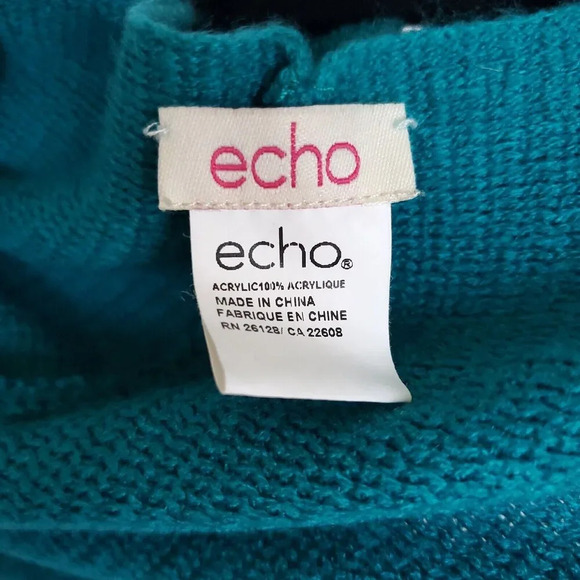 echo
echo®
ACRYLIC100% ACRYLIQUE
MADE IN CHINA
FABRIQUE EN CHINE
RN 26128/ CA 22608